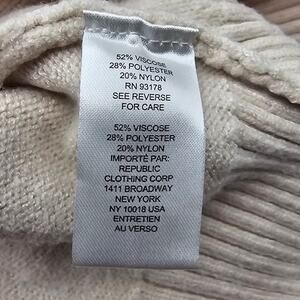 52% VISCOSE
28% POLYESTER
20% NYLON
RN 93178
SEE REVERSE
FOR CARE
52% VISCOSE
28% POLYESTER
20% NYLON
IMPORTÉ PAR:
REPUBLIC
CLOTHING CORP
1411 BROADWAY
NEW YORK
NY 10018 USA
ENTRETIEN
AU VERSO